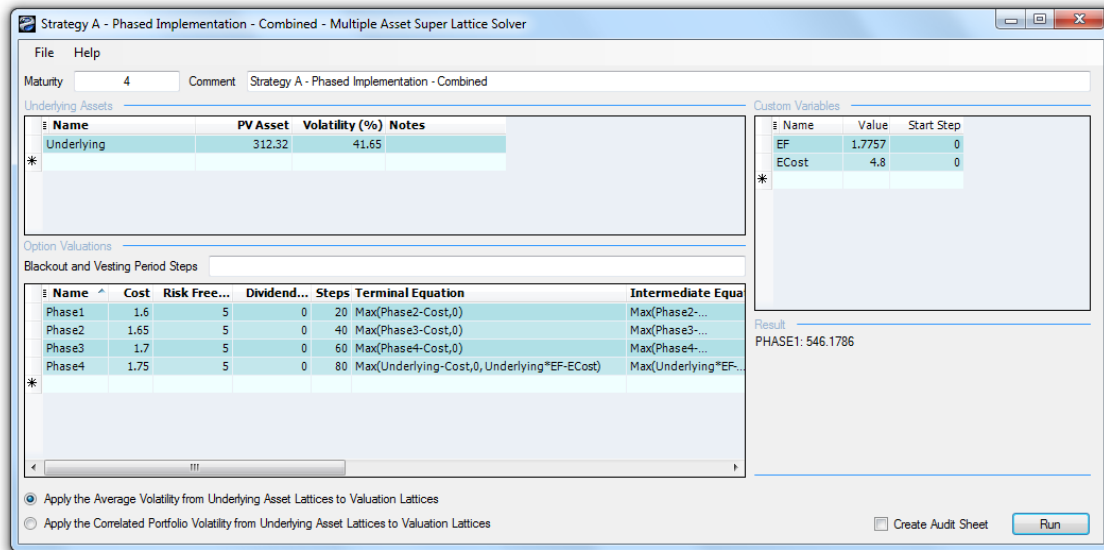 Strategy A - Phased Implementation - Combined - Multiple Asset Super Lattice Solver
File Help
Maturity 4 Comment Strategy A - Phased Implementation - Combined
Underlying Assets
Name PV Asset Volatility (%) Notes
Underlying 312.32 41.65
Custom Variables
Name Value Start Step
EF 1.7757 0
ECost 4.8 0
Option Valuations
Blackout and Vesting Period Steps
Name Cost Risk Free... Dividend... Steps Terminal Equation Intermediate Equa
Phase1 1.6 5 0 20 Max(Phase2-Cost,0) Max(Phase2-...
Phase2 1.65 5 0 40 Max(Phase3-Cost,0) Max(Phase3-...
Phase3 1.7 5 0 60 Max(Phase4-Cost,0) Max(Phase4-...
Phase4 1.75 5 0 80 Max(Underlying-Cost,0,Underlying*EF-ECost) Max(Underlying*EF-...
Result
PHASE1: 546.1786
Apply the Average Volatility from Underlying Asset Lattices to Valuation Lattices
Apply the Correlated Portfolio Volatility from Underlying Asset Lattices to Valuation Lattices
Create Audit Sheet Run